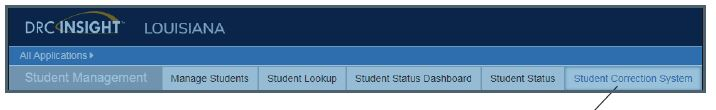 DRC INSIGHT LOUISIANA
All Applications
Student Management Manage Students Student Lookup Student Status Dashboard Student Status Student Correction System